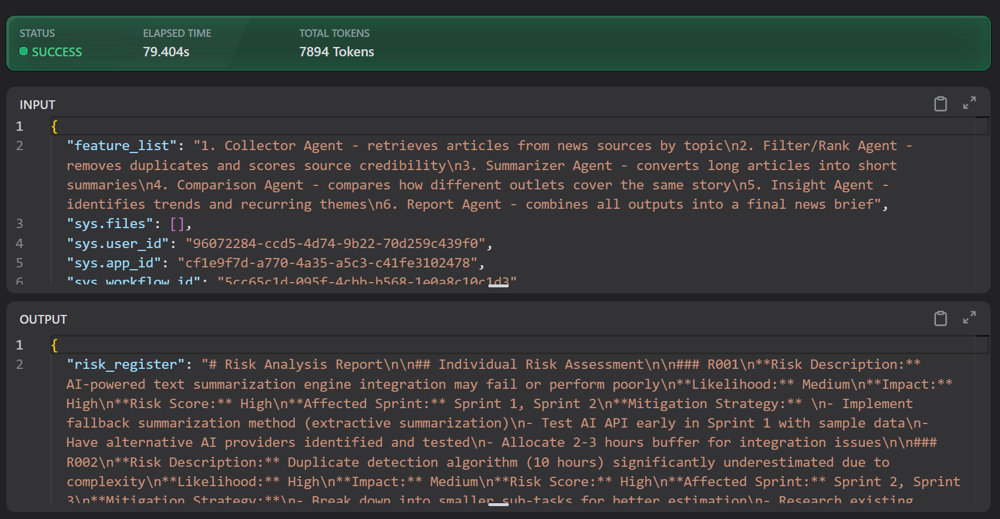 STATUS ELAPSED TIME TOTAL TOKENS
SUCCESS 79.404s 7894 Tokens
INPUT
1 {
2 "feature_list": "1. Collector Agent - retrieves articles from news sources by topic\n2. Filter/Rank Agent -
removes duplicates and scores source credibility\n3. Summarizer Agent - converts long articles into short
summaries\n4. Comparison Agent - compares how different outlets cover the same story\n5. Insight Agent -
identifies trends and recurring themes\n6. Report Agent - combines all outputs into a final news brief",
3 "sys.files": [],
4 "sys.user_id": "96072284-ccd5-4d74-9b22-70d259c439f0",
5 "sys.app_id": "cf1e9f7d-a770-4a35-a5c3-c41fe3102478",
6 "sys.workflow_id": "5cc65c1d-095f-4cbb-b568-1e0a8c10c1d3"
OUTPUT
1 {
2 "risk_register": "# Risk Analysis Report\n\n## Individual Risk Assessment\n\n### R001\n**Risk Description:**
AI-powered text summarization engine integration may fail or perform poorly\n**Likelihood:** Medium\n**Impact:**
High\n**Risk Score:** High\n**Affected Sprint:** Sprint 1, Sprint 2\n**Mitigation Strategy:** \n- Implement
fallback summarization method (extractive summarization)\n- Test AI API early in Sprint 1 with sample data\n-
Have alternative AI providers identified and tested\n- Allocate 2-3 hours buffer for integration issues\n\n###
R002\n**Risk Description:** Duplicate detection algorithm (10 hours) significantly underestimated due to
complexity\n**Likelihood:** High\n**Impact:** Medium\n**Risk Score:** High\n**Affected Sprint:** Sprint 2, Sprint
3\n**Mitigation Strategy:**\n- Break down into smaller sub-tasks for better estimation\n- Research existing